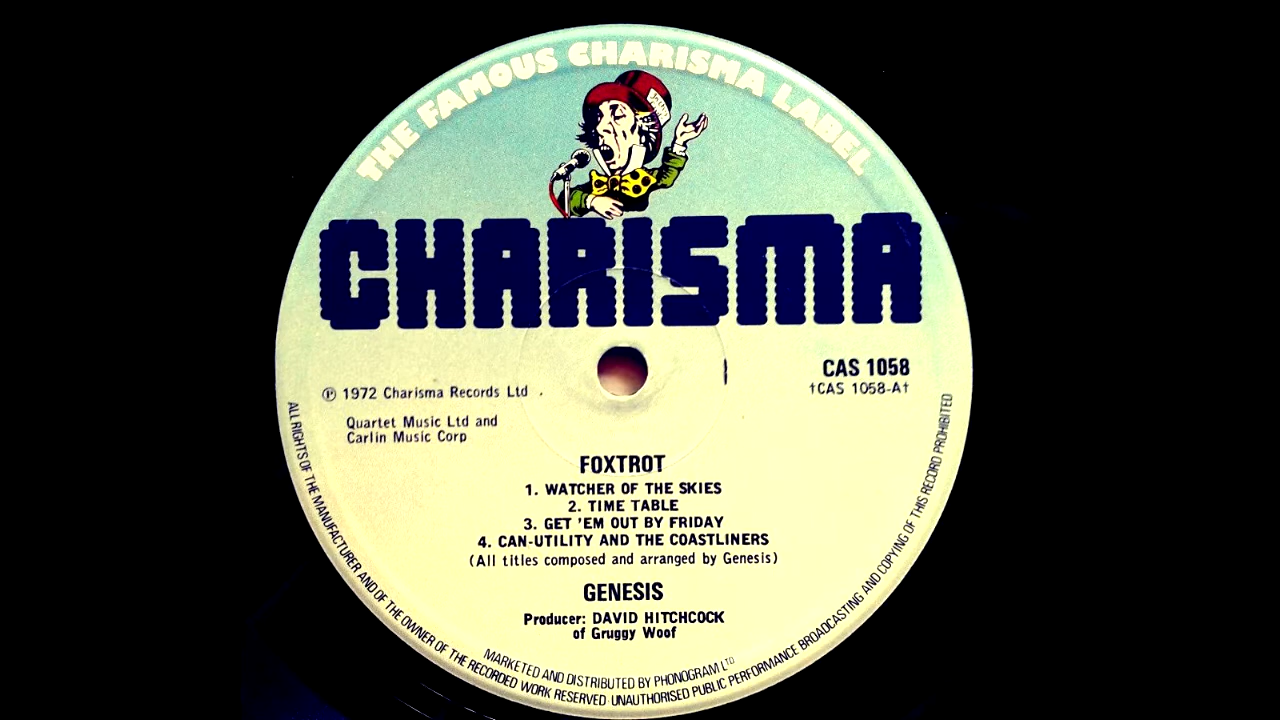 THE FAMOUS CHARISMA LABEL
CHARISMA
CAS 1058
†CAS 1058-A†
Ⓟ 1972 Charisma Records Ltd
Quartet Music Ltd and
Carlin Music Corp
FOXTROT
1. WATCHER OF THE SKIES
2. TIME TABLE
3. GET 'EM OUT BY FRIDAY
4. CAN-UTILITY AND THE COASTLINERS
(All titles composed and arranged by Genesis)
GENESIS
Producer: DAVID HITCHCOCK
of Gruggy Woof
MARKETED AND DISTRIBUTED BY PHONOGRAM LTD
ALL RIGHTS OF THE MANUFACTURER AND OF THE OWNER OF THE RECORDED WORK RESERVED UNAUTHORISED PUBLIC PERFORMANCE BROADCASTING AND COPYING OF THIS RECORD PROHIBITED